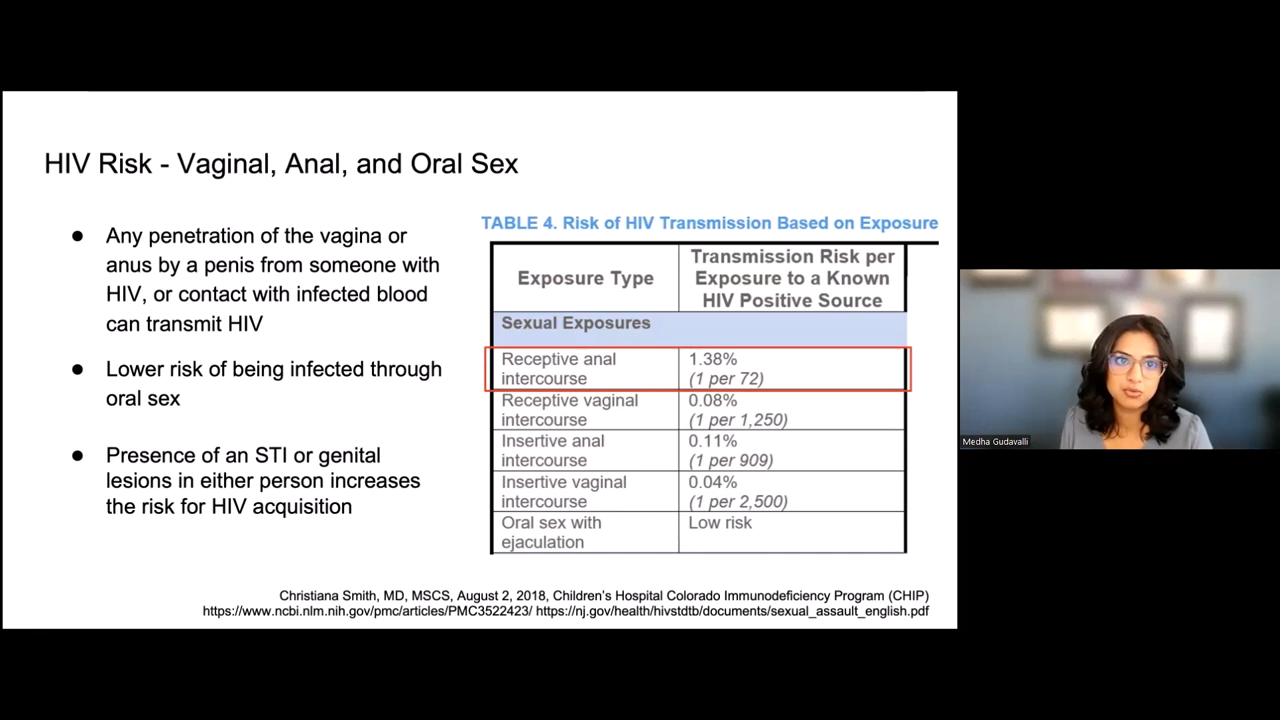 HIV Risk - Vaginal, Anal, and Oral Sex
● Any penetration of the vagina or
anus by a penis from someone with
HIV, or contact with infected blood
can transmit HIV
● Lower risk of being infected through
oral sex
● Presence of an STI or genital
lesions in either person increases
the risk for HIV acquisition
TABLE 4. Risk of HIV Transmission Based on Exposure
Exposure Type
Transmission Risk per
Exposure to a Known
HIV Positive Source
Sexual Exposures
Receptive anal 1.38%
intercourse (1 per 72)
Receptive vaginal 0.08%
intercourse (1 per 1,250)
Insertive anal 0.11%
intercourse (1 per 909)
Insertive vaginal 0.04%
intercourse (1 per 2,500)
Oral sex with Low risk
ejaculation
Christiana Smith, MD, MSCS, August 2, 2018, Children's Hospital Colorado Immunodeficiency Program (CHIP)
https://www.ncbi.nlm.nih.gov/pmc/articles/PMC3522423/ https://nj.gov/health/hivstdtb/documents/sexual_assault_english.pdf
Medha Gudavalli